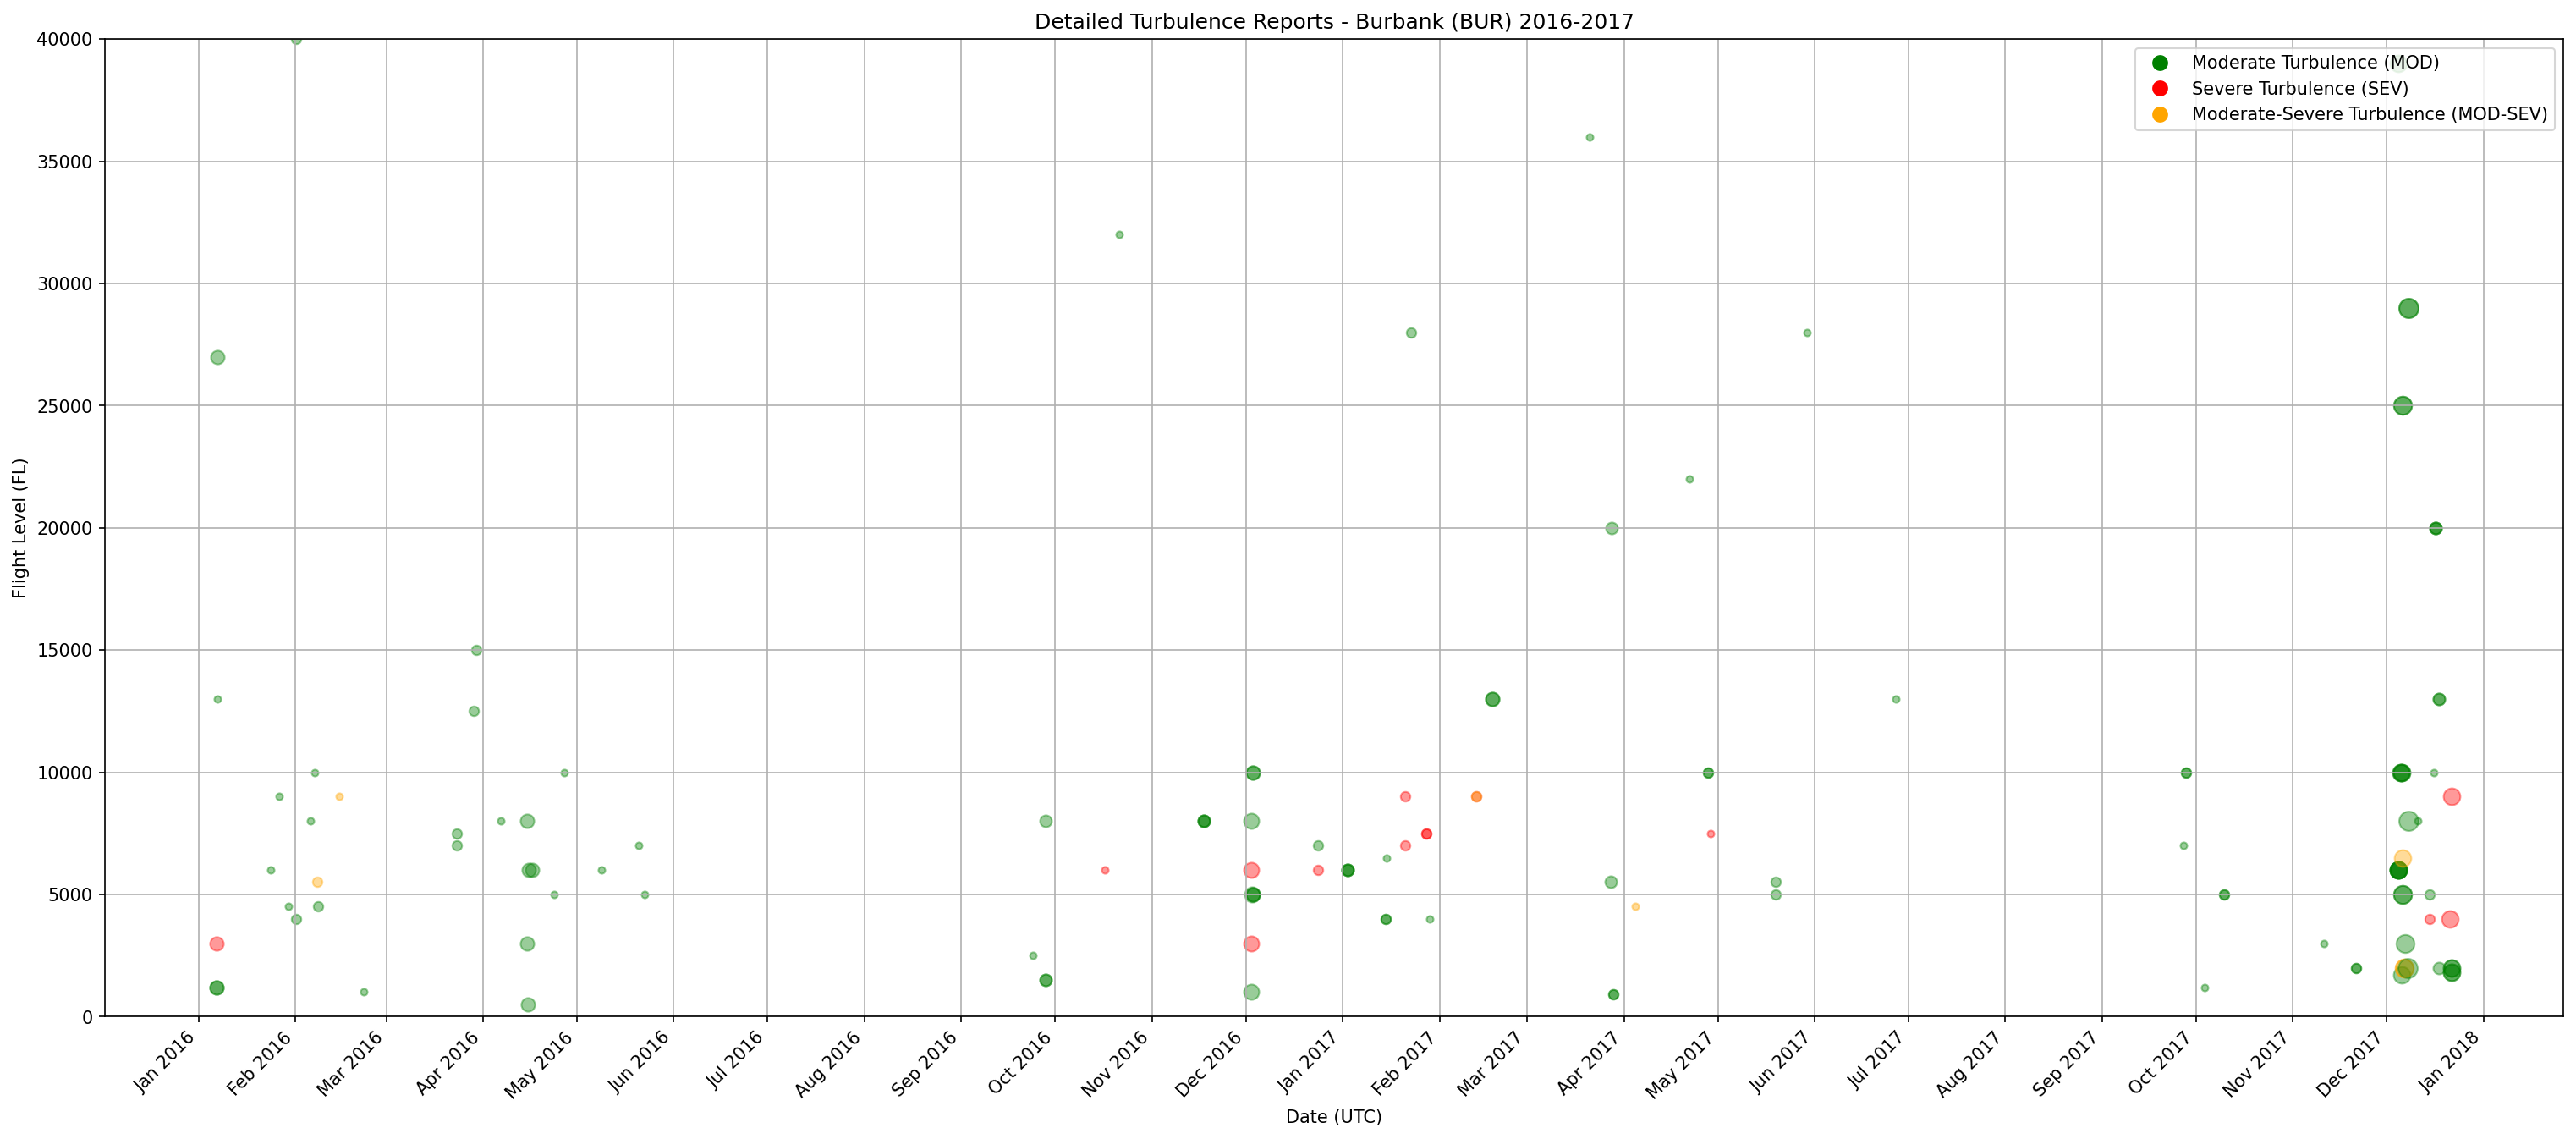 Detailed Turbulence Reports - Burbank (BUR) 2016-2017
Moderate Turbulence (MOD)
Severe Turbulence (SEV)
Moderate-Severe Turbulence (MOD-SEV)
Flight Level (FL)
40000
35000
30000
25000
20000
15000
10000
5000
0
Jan 2016
Feb 2016
Mar 2016
Apr 2016
May 2016
Jun 2016
Jul 2016
Aug 2016
Sep 2016
Oct 2016
Nov 2016
Dec 2016
Jan 2017
Feb 2017
Mar 2017
Apr 2017
May 2017
Jun 2017
Jul 2017
Aug 2017
Sep 2017
Oct 2017
Nov 2017
Dec 2017
Jan 2018
Date (UTC)